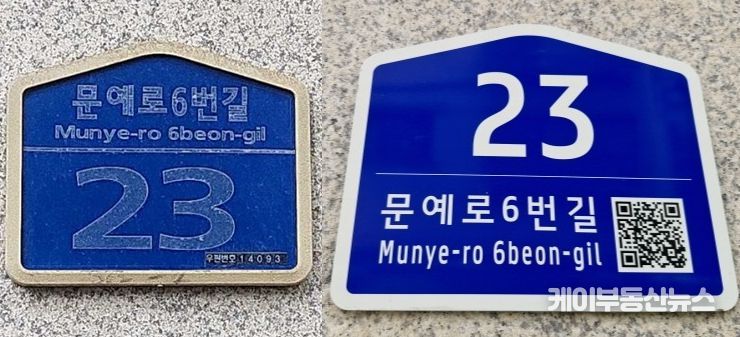 문예로6번길
Munye-ro 6beon-gil
23
우편번호 14093
23
문예로6번길
Munye-ro 6beon-gil
케이부동산뉴스